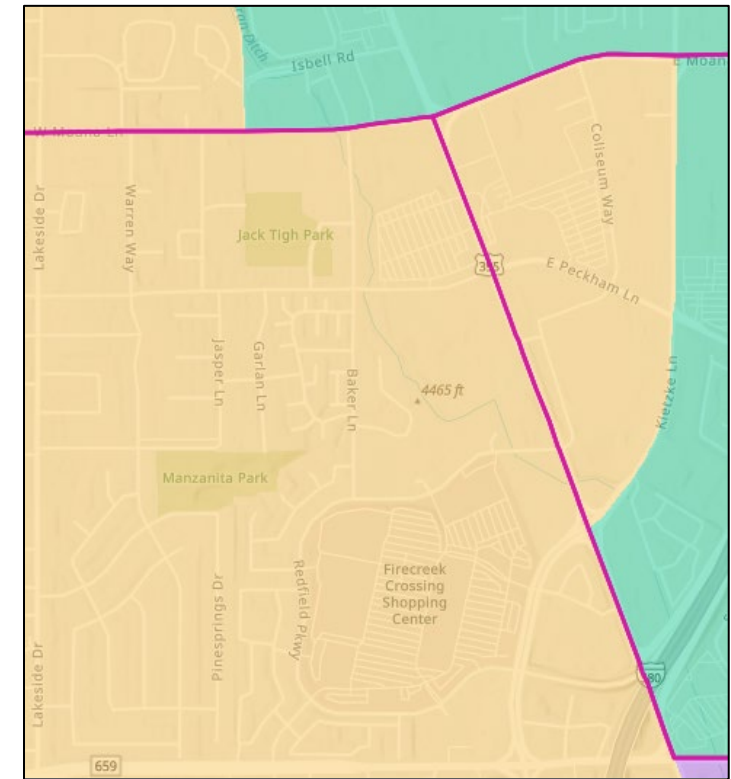 Isbell Rd
E Moan
W Moana Ln
Coliseum Way
Lakeside Dr
Warren Way
Jack Tigh Park
395
E Peckham Ln
Jasper Ln
Garlan Ln
Baker Ln
4465 ft
Kietzke Ln
Manzanita Park
Firecreek
Crossing
Shopping
Center
Redfield Pkwy
Pinesprings Dr
Lakeside Dr
80
659